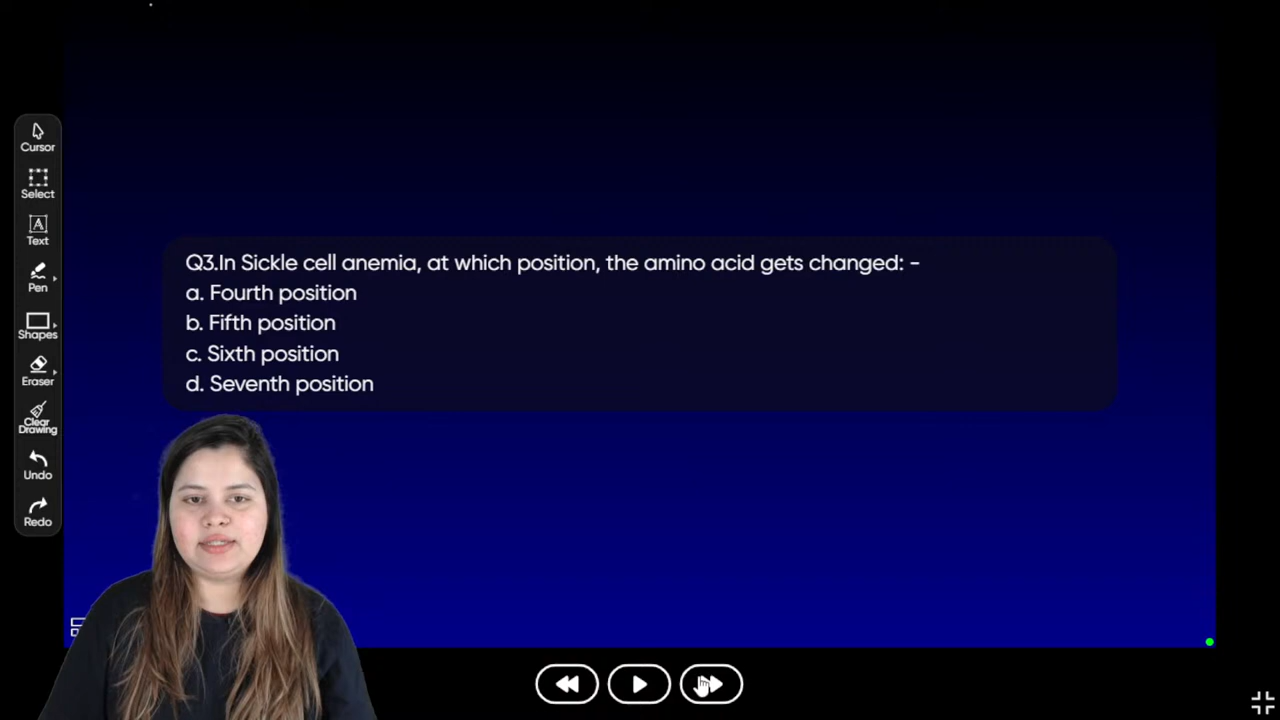 Cursor
Select
A
Text
Pen
Shapes
Eraser
Clear
Drawing
Undo
Redo
Q3.In Sickle cell anemia, at which position, the amino acid gets changed: -
a. Fourth position
b. Fifth position
c. Sixth position
d. Seventh position